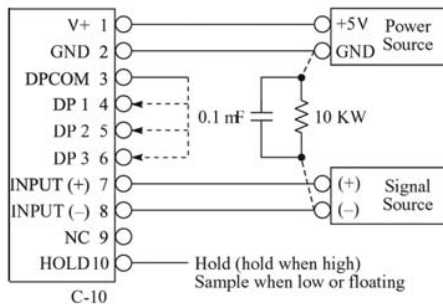 V+ 1
GND 2
DPCOM 3
DP 1 4
DP 2 5
DP 3 6
INPUT (+) 7
INPUT (–) 8
NC 9
HOLD 10
C-10
+5V
GND
Power
Source
0.1 mF
10 KW
(+)
(–)
Signal
Source
Hold (hold when high)
Sample when low or floating